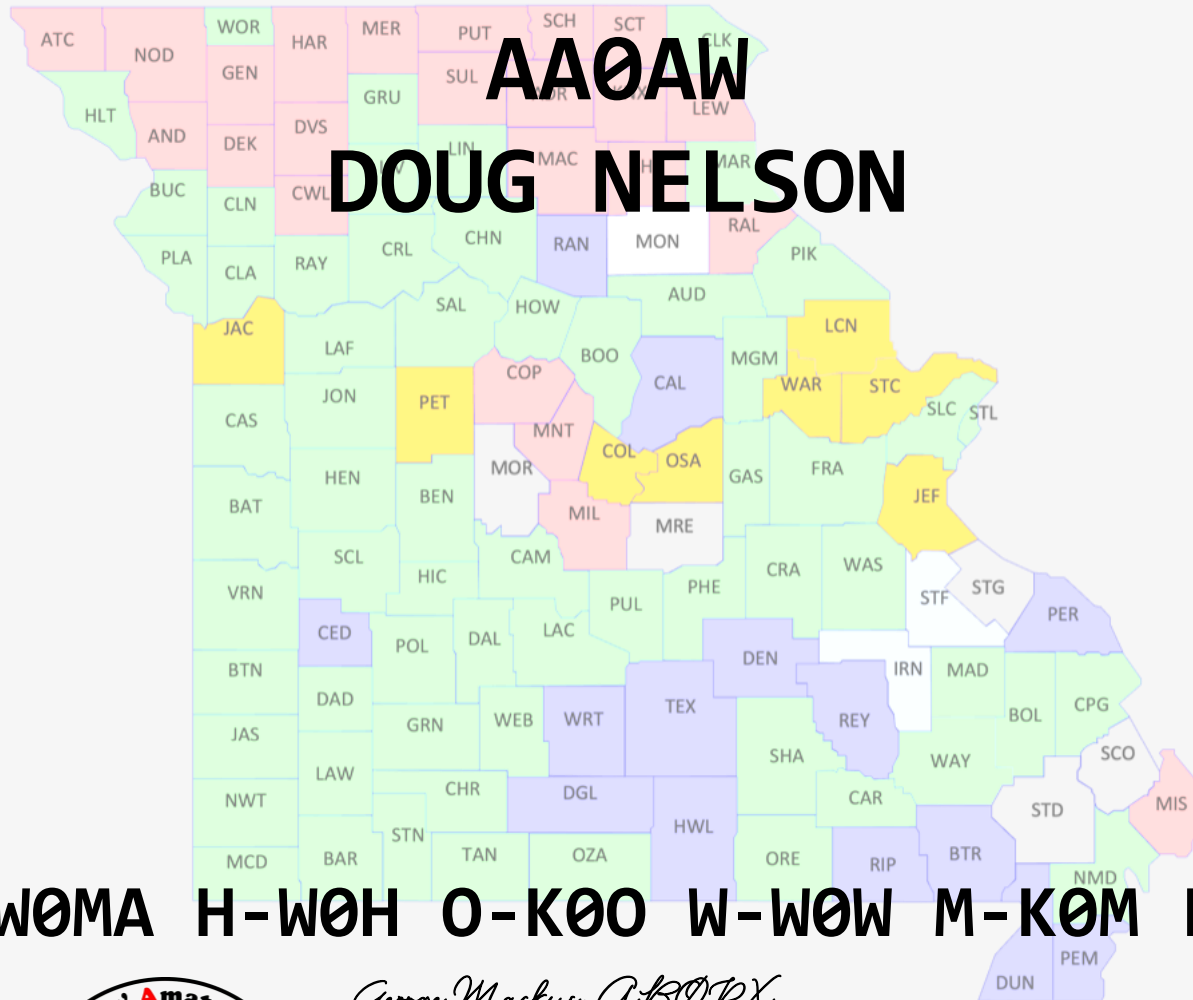 ATC NOD WOR HAR MER PUT SCH SCT CLK
GEN SUL
HLT AND DEK DVS GRU LEW
AA0AW
BUC CLN CWL LIN MAC MAR
DOUG NELSON
PLA CLA RAY CRL CHN RAN MON RAL PIK
JAC LAF SAL HOW BOO AUD LCN
CAS JON PET COP CAL MGM WAR STC SLC STL
MNT
BAT HEN BEN MOR COL OSA GAS FRA JEF
MIL MRE
VRN SCL HIC CAM PUL PHE CRA WAS STF STG PER
BTN CED POL DAL LAC DEN IRN MAD
JAS DAD GRN WEB WRT TEX REY BOL CPG
NWT LAW CHR DGL SHA WAY SCO
MCD BAR STN TAN OZA HWL ORE CAR RIP BTR STD MIS
NMD
W0MA H-W0H O-K0O W-W0W M-K0M
PEM
DUN